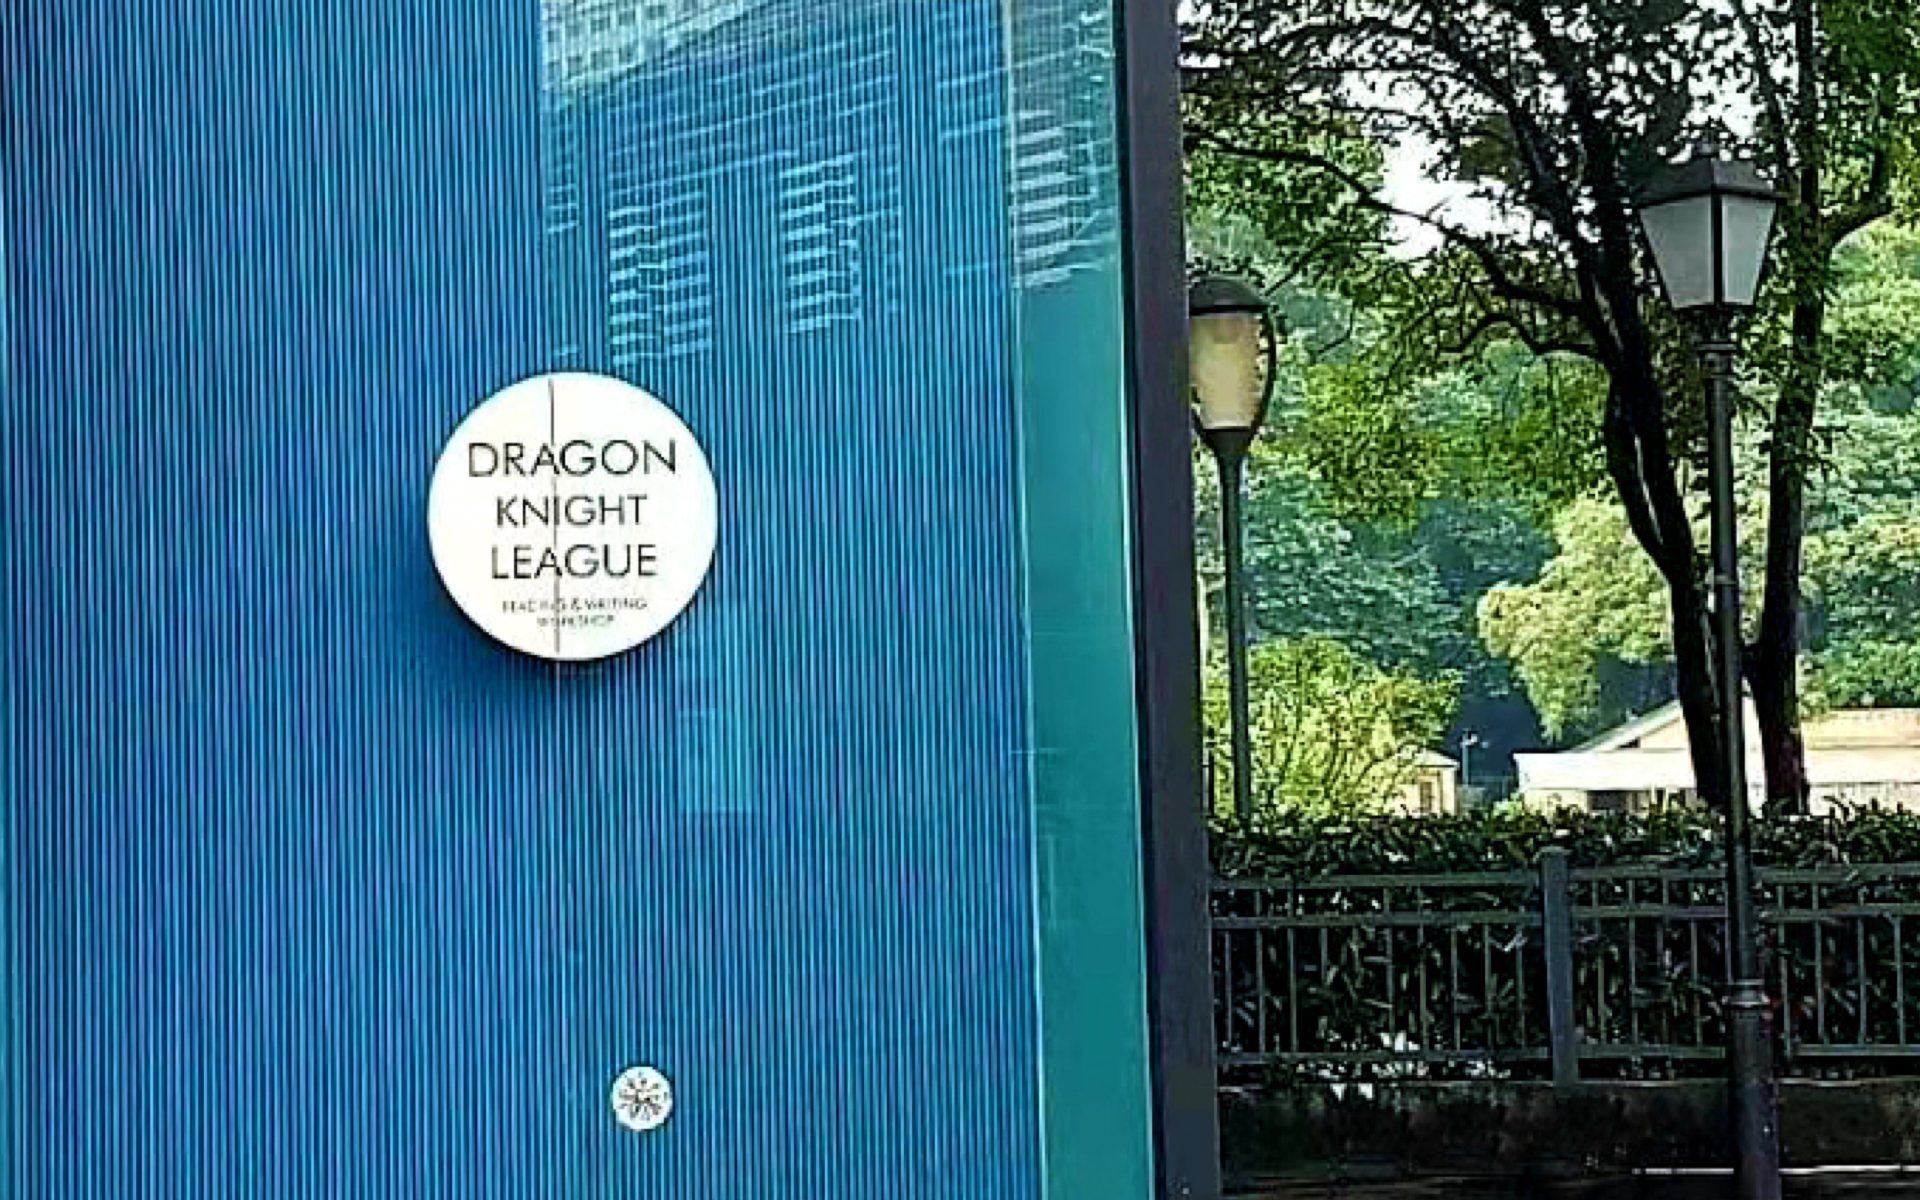 DRAGON
KNIGHT
LEAGUE
READING & WRITING
WORKSHOP